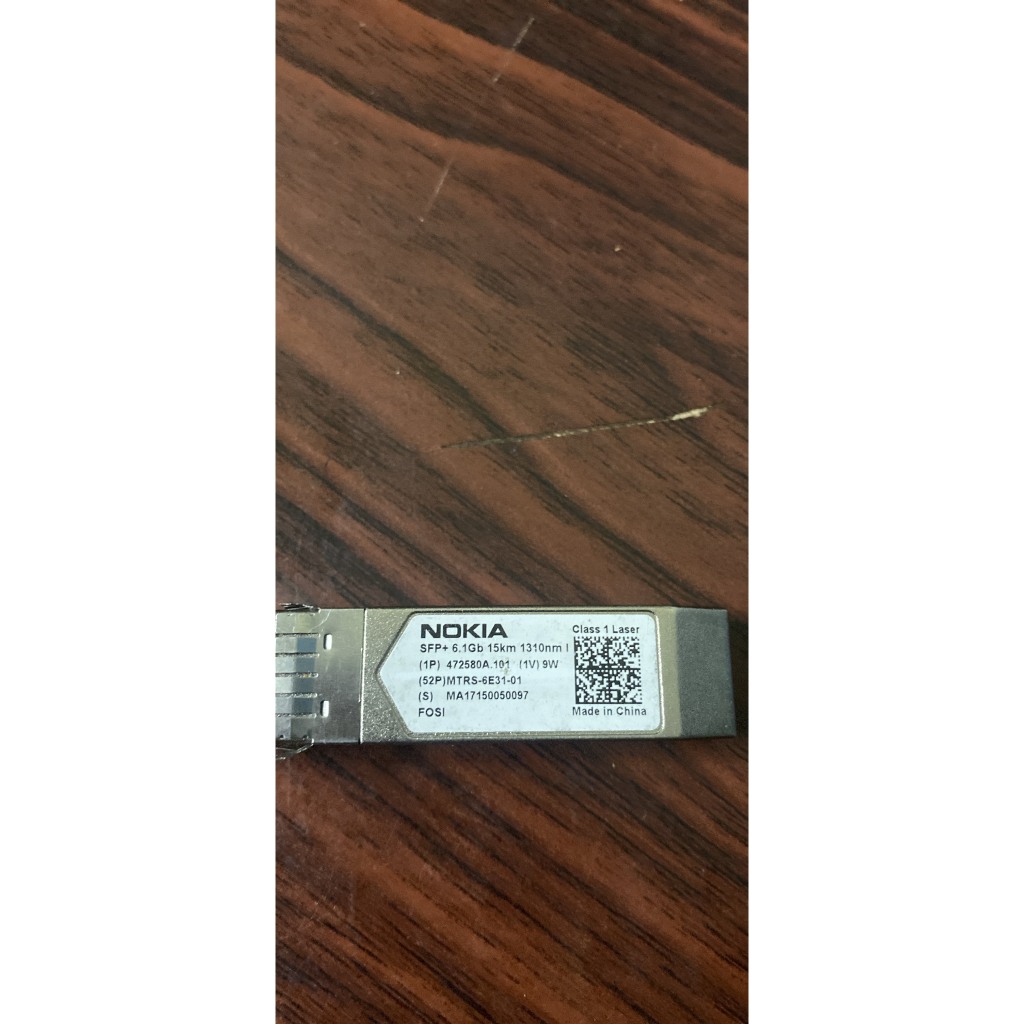 NOKIA
Class 1 Laser
SFP+ 6.1Gb 15km 1310nm I
(1P) 472580A.101 (1V) 9W
(52P)MTRS-6E31-01
(S) MA17150050097
FOSI
Made in China